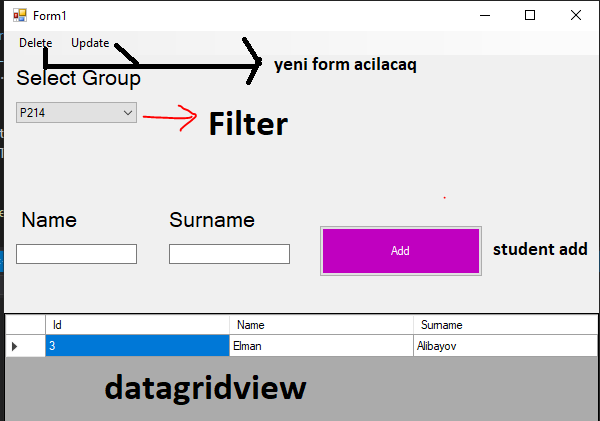 Form1
Delete Update
yeni form acilacaq
Select Group
P214
Filter
Name Surname
Add
student add
Id Name Surname
3 Elman Alibayov
datagridview